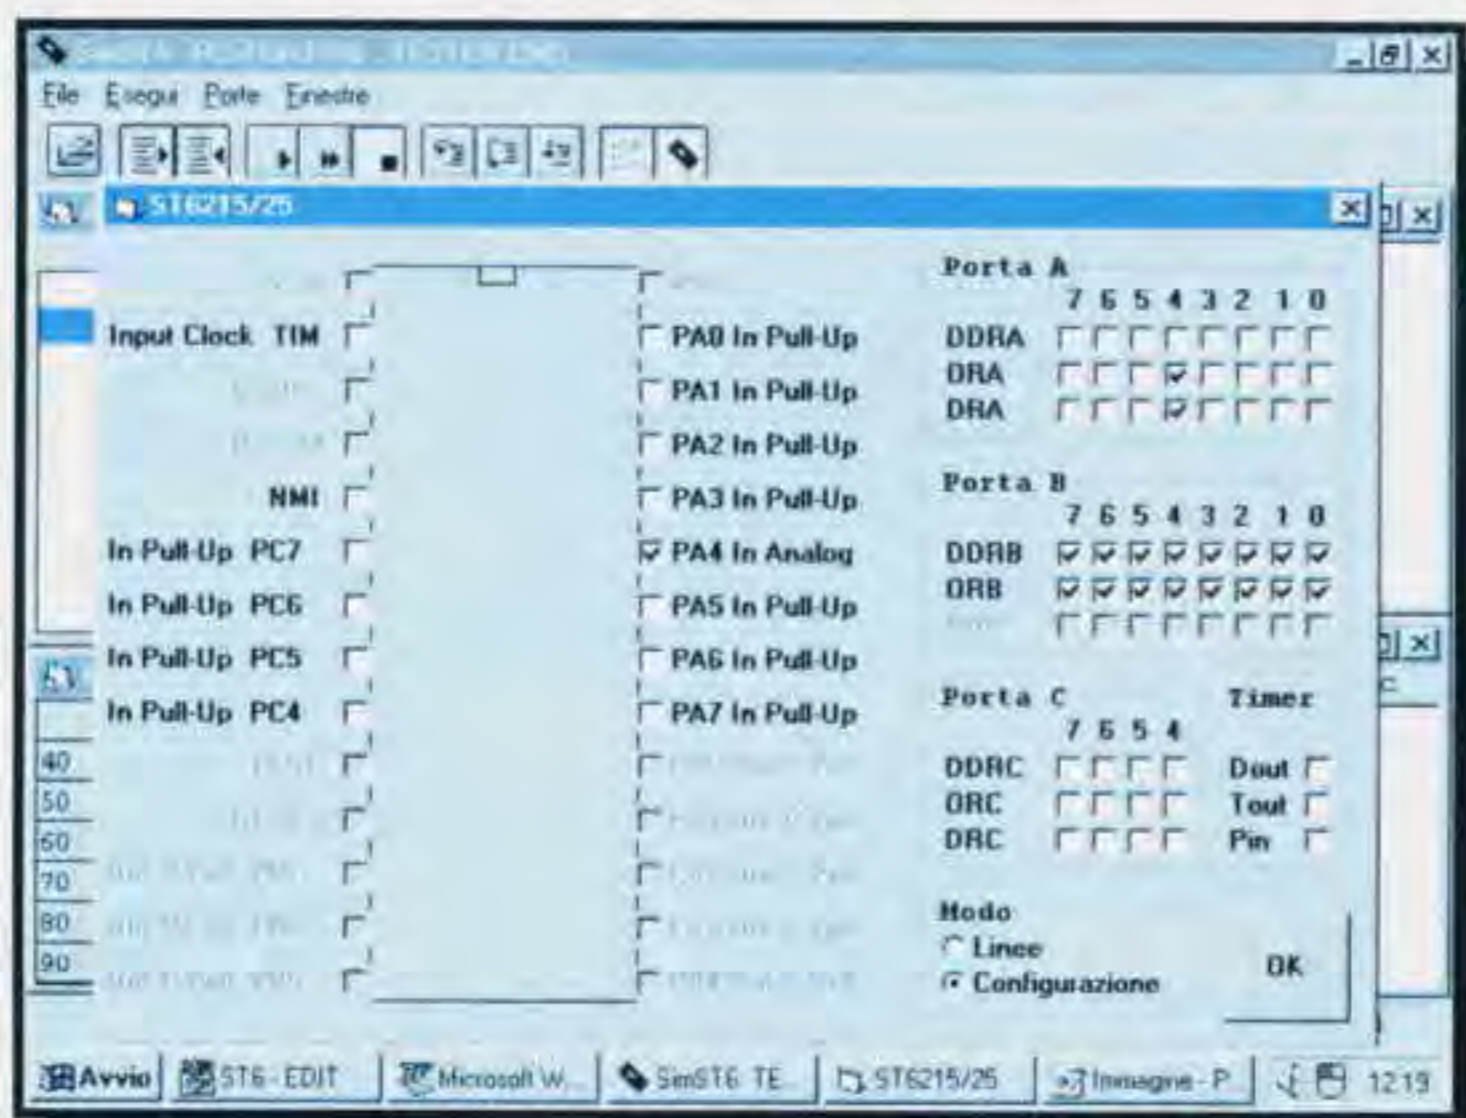 File Esegui Porte Finestre
ST6215/25
Input Clock TIM
NMI
In Pull-Up PC7
In Pull-Up PC6
In Pull-Up PC5
In Pull-Up PC4
PA0 In Pull-Up
PA1 In Pull-Up
PA2 In Pull-Up
PA3 In Pull-Up
PA4 In Analog
PA5 In Pull-Up
PA6 In Pull-Up
PA7 In Pull-Up
Porta A
7 6 5 4 3 2 1 0
DDRA
ORA
DRA
Porta B
7 6 5 4 3 2 1 0
DDRB
ORB
Porta C
7 6 5 4
DDRC
ORC
DRC
Timer
Dout
Tout
Pin
Modo
Linee
Configurazione
OK
40
50
60
70
80
90
Avvio
ST6 - EDIT
Microsoft W...
SimST6 TE...
ST6215/25
Immagine - P...
12.19